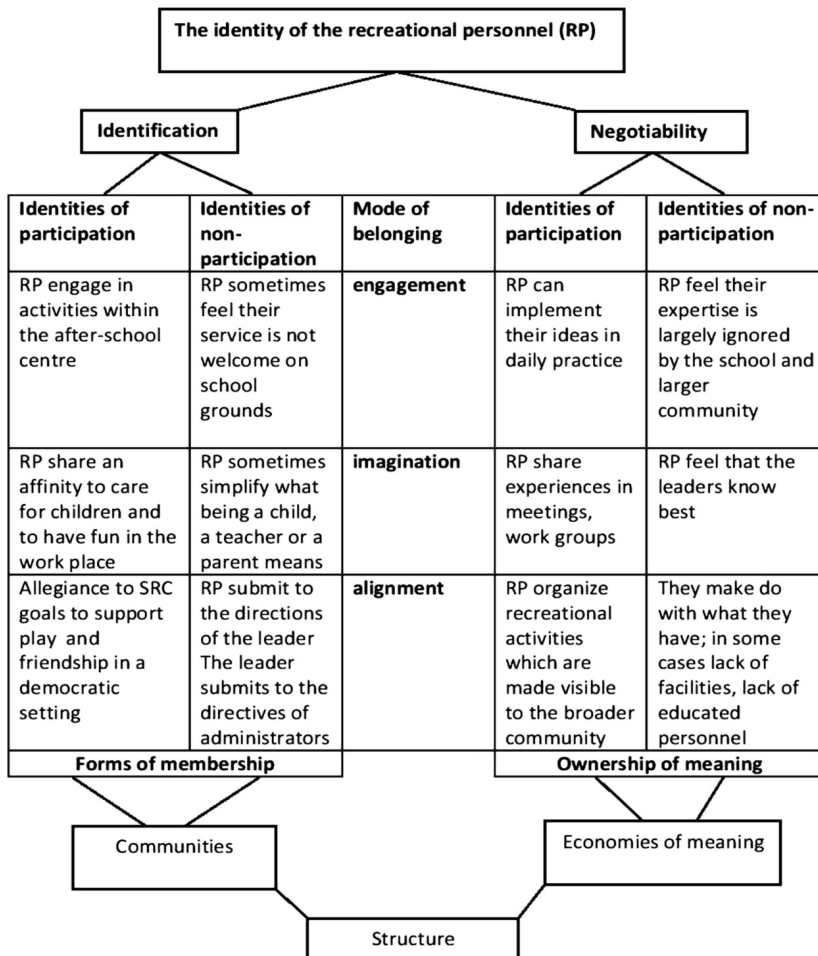 The identity of the recreational personnel (RP)
Identification
Negotiability
Identities of
participation
Identities of
non-
participation
Mode of
belonging
Identities of
participation
Identities of non-
participation
RP engage in
activities within
the after-school
centre
RP sometimes
feel their
service is not
welcome on
school
grounds
engagement
RP can
implement
their ideas in
daily practice
RP feel their
expertise is
largely ignored
by the school and
larger
community
RP share an
affinity to care
for children and
to have fun in the
work place
RP sometimes
simplify what
being a child,
a teacher or a
parent means
imagination
RP share
experiences in
meetings,
work groups
RP feel that the
leaders know
best
Allegiance to SRC
goals to support
play and
friendship in a
democratic
setting
RP submit to
the directions
of the leader
The leader
submits to the
directives of
administrators
alignment
RP organize
recreational
activities
which are
made visible
to the broader
community
They make do
with what they
have; in some
cases lack of
facilities, lack of
educated
personnel
Forms of membership
Ownership of meaning
Communities
Economies of meaning
Structure